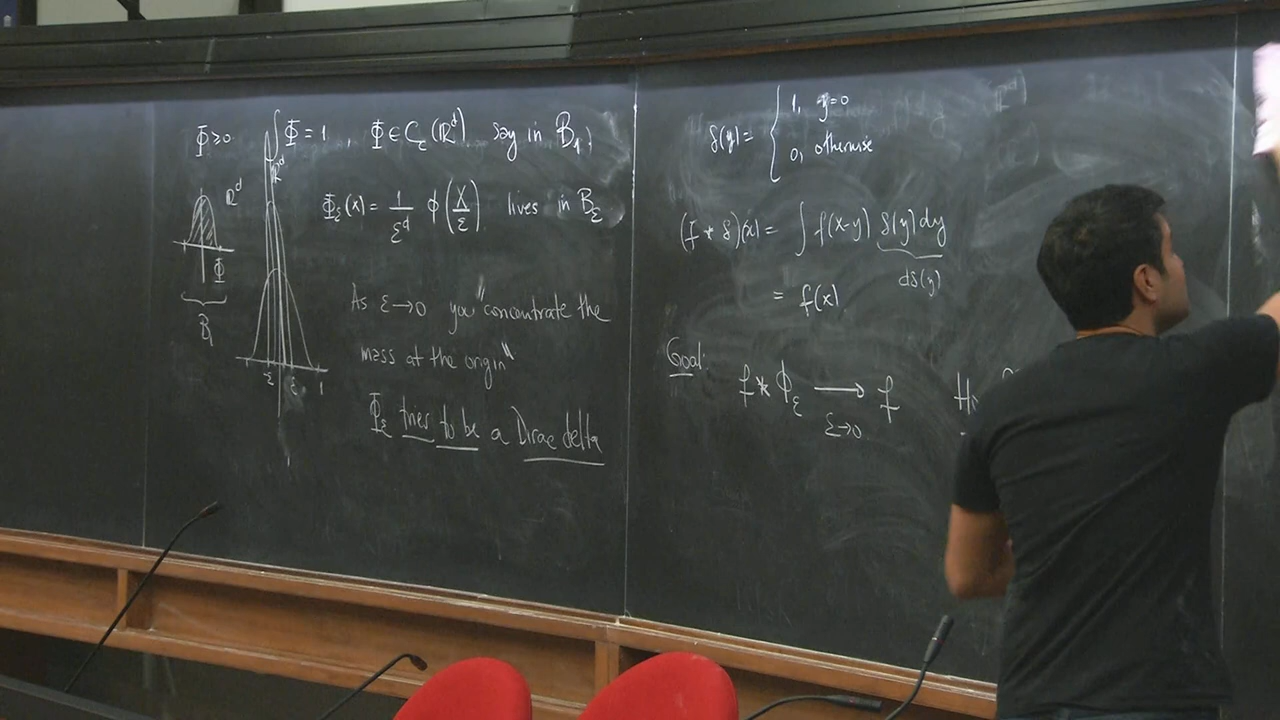 Φ ≥ 0 ∫_{ℝ^d} Φ = 1 , Φ ∈ C_c(ℝ^d) say in B_1,
ℝ^d
Φ
B_1
ε
1
Φ_ε(x) = 1/ε^d ϕ(x/ε) lives in B_ε
As ε→0 you "concentrate the
mass at the origin"
Φ_ε tries to be a Dirac delta
δ(y) = { 1, y=0
0, otherwise
(f * δ)(x) = ∫ f(x-y) δ(y)dy
dδ(y)
= f(x)
Goal: f * ϕ_ε ⟶ f
ε→0